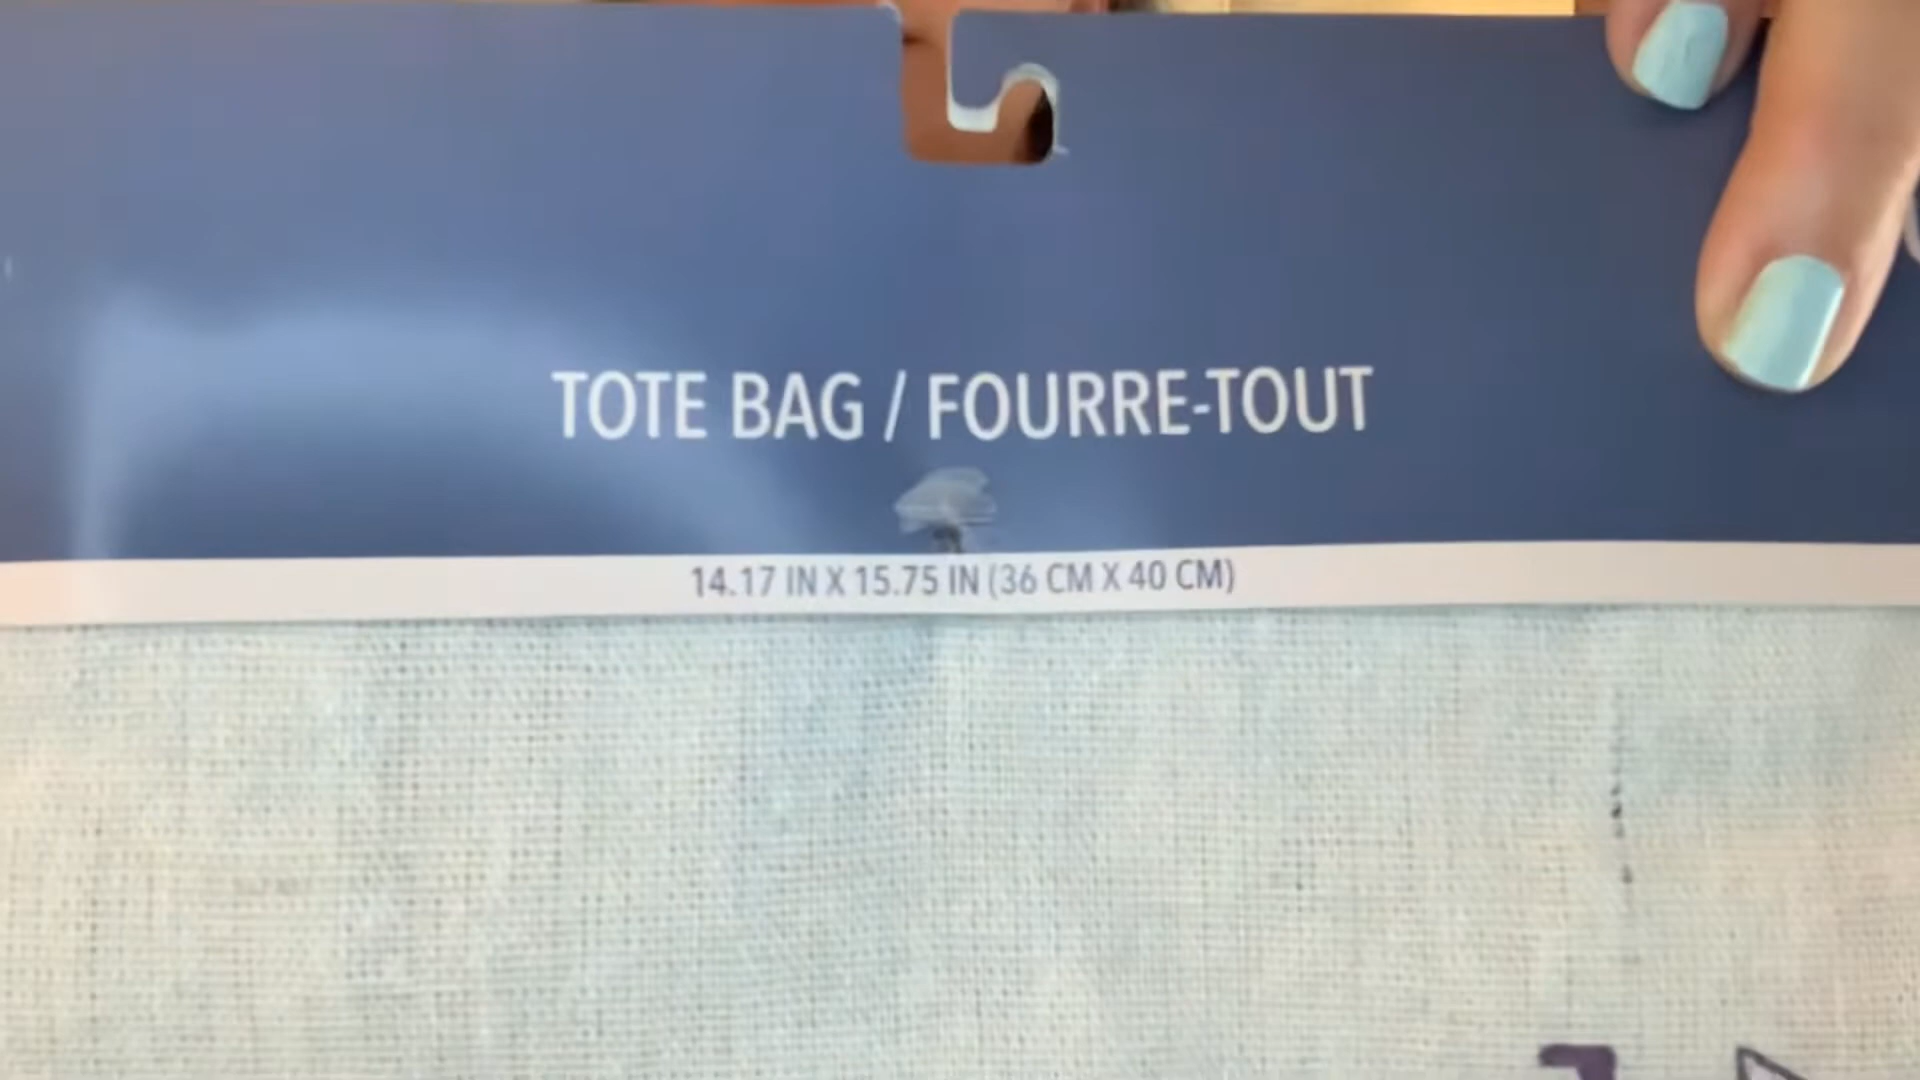 TOTE BAG / FOURRE-TOUT
14.17 IN X 15.75 IN (36 CM X 40 CM)